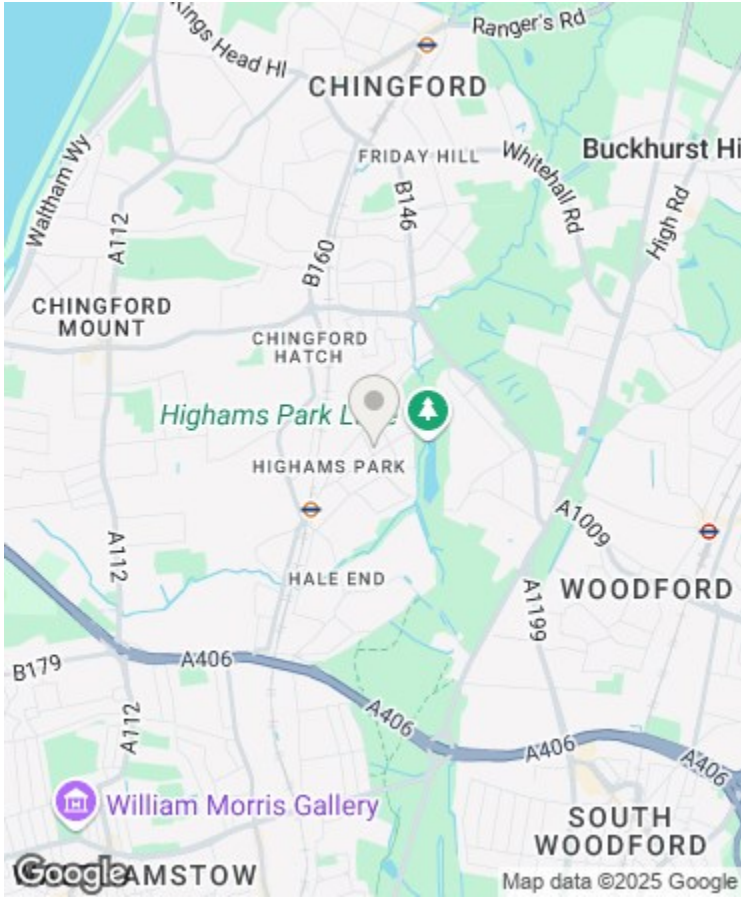 Kings Head Hl
Ranger's Rd
CHINGFORD
FRIDAY HILL
Whitehall Rd
Buckhurst Hi
Waltham Wy
A112
B146
High Rd
B160
CHINGFORD
MOUNT
CHINGFORD
HATCH
Highams Park L
HIGHAMS PARK
A1009
A112
HALE END
WOODFORD
A1199
B179
A406
A112
A406
A406
A406
William Morris Gallery
SOUTH
WOODFORD
Google
AMSTOW
Map data ©2025 Google